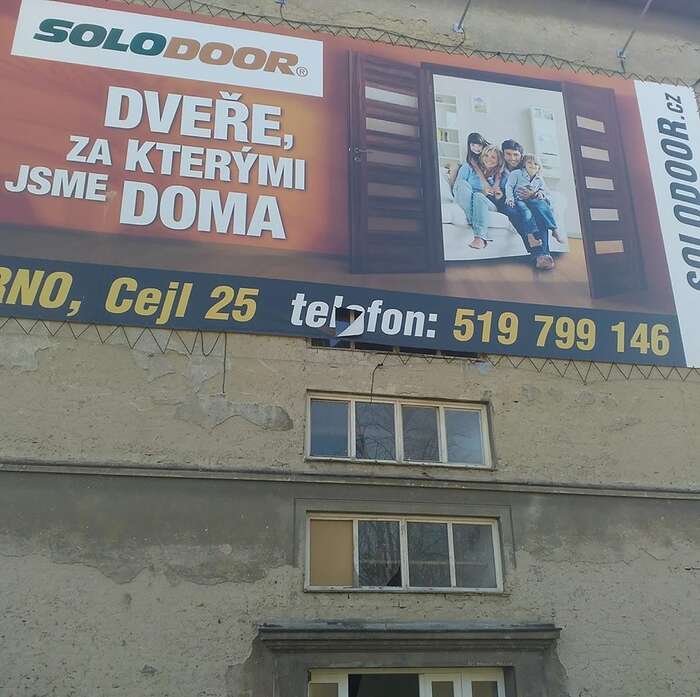 SOLODOOR®
DVEŘE,
ZA KTERÝMI
JSME DOMA
RNO, Cejl 25 telefon: 519 799 146
SOLODOOR.CZ